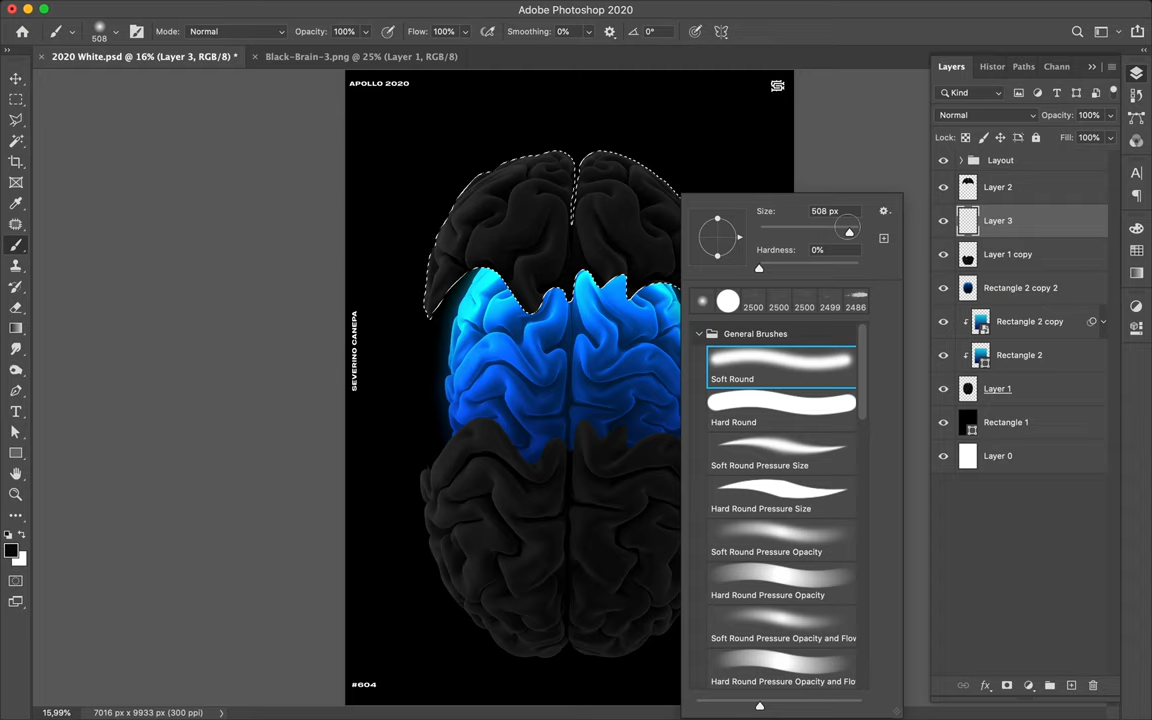 Adobe Photoshop 2020
508
Mode: Normal Opacity: 100% Flow: 100% Smoothing: 0% 0°
2020 White.psd @ 16% (Layer 3, RGB/8) *
Black-Brain-3.png @ 25% (Layer 1, RGB/8)
APOLLO 2020
SEVERINO CANEPA
#604
Size: 508 px
Hardness: 0%
2500 2500 2500 2499 2486
General Brushes
Soft Round
Hard Round
Soft Round Pressure Size
Hard Round Pressure Size
Soft Round Pressure Opacity
Hard Round Pressure Opacity
Soft Round Pressure Opacity and Flow
Hard Round Pressure Opacity and Flo
Layers Histor Paths Chann
Kind
Normal Opacity: 100%
Lock: Fill: 100%
Layout
Layer 2
Layer 3
Layer 1 copy
Rectangle 2 copy 2
Rectangle 2 copy
Rectangle 2
Layer 1
Rectangle 1
Layer 0
fx
15,99% 7016 px x 9933 px (300 ppi)